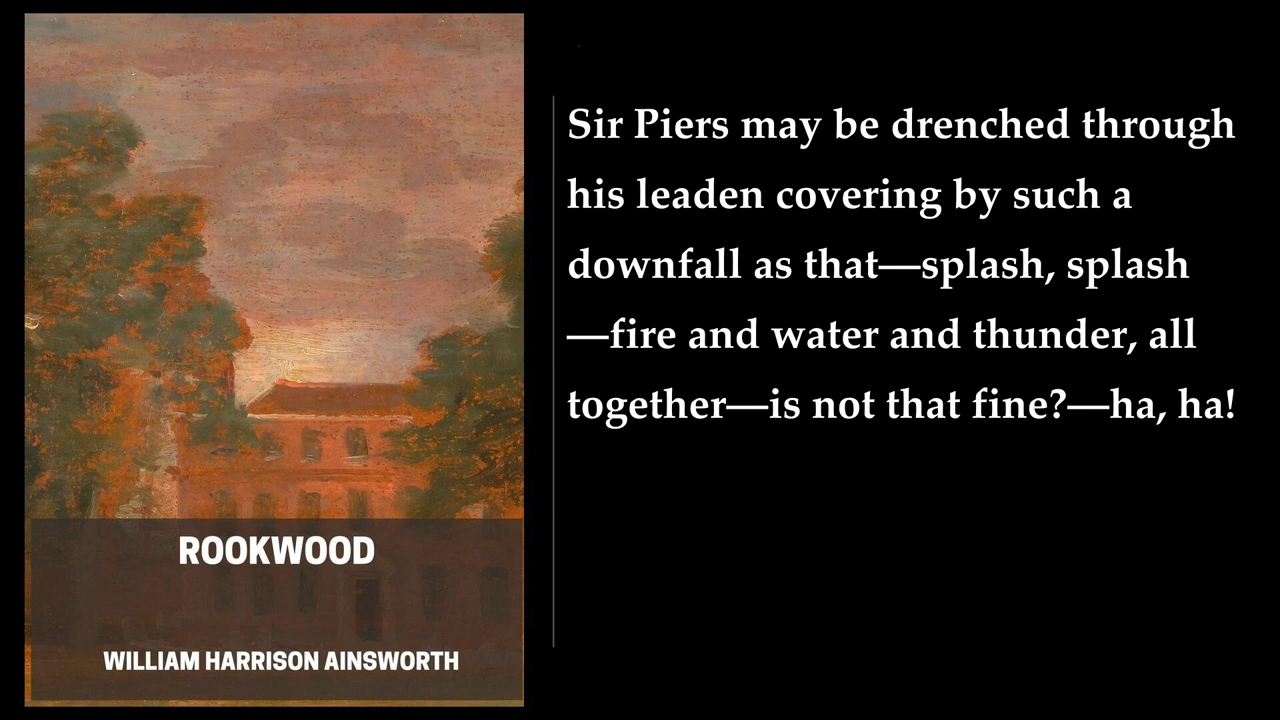 Sir Piers may be drenched through
his leaden covering by such a
downfall as that—splash, splash
—fire and water and thunder, all
together—is not that fine?—ha, ha!
ROOKWOOD
WILLIAM HARRISON AINSWORTH